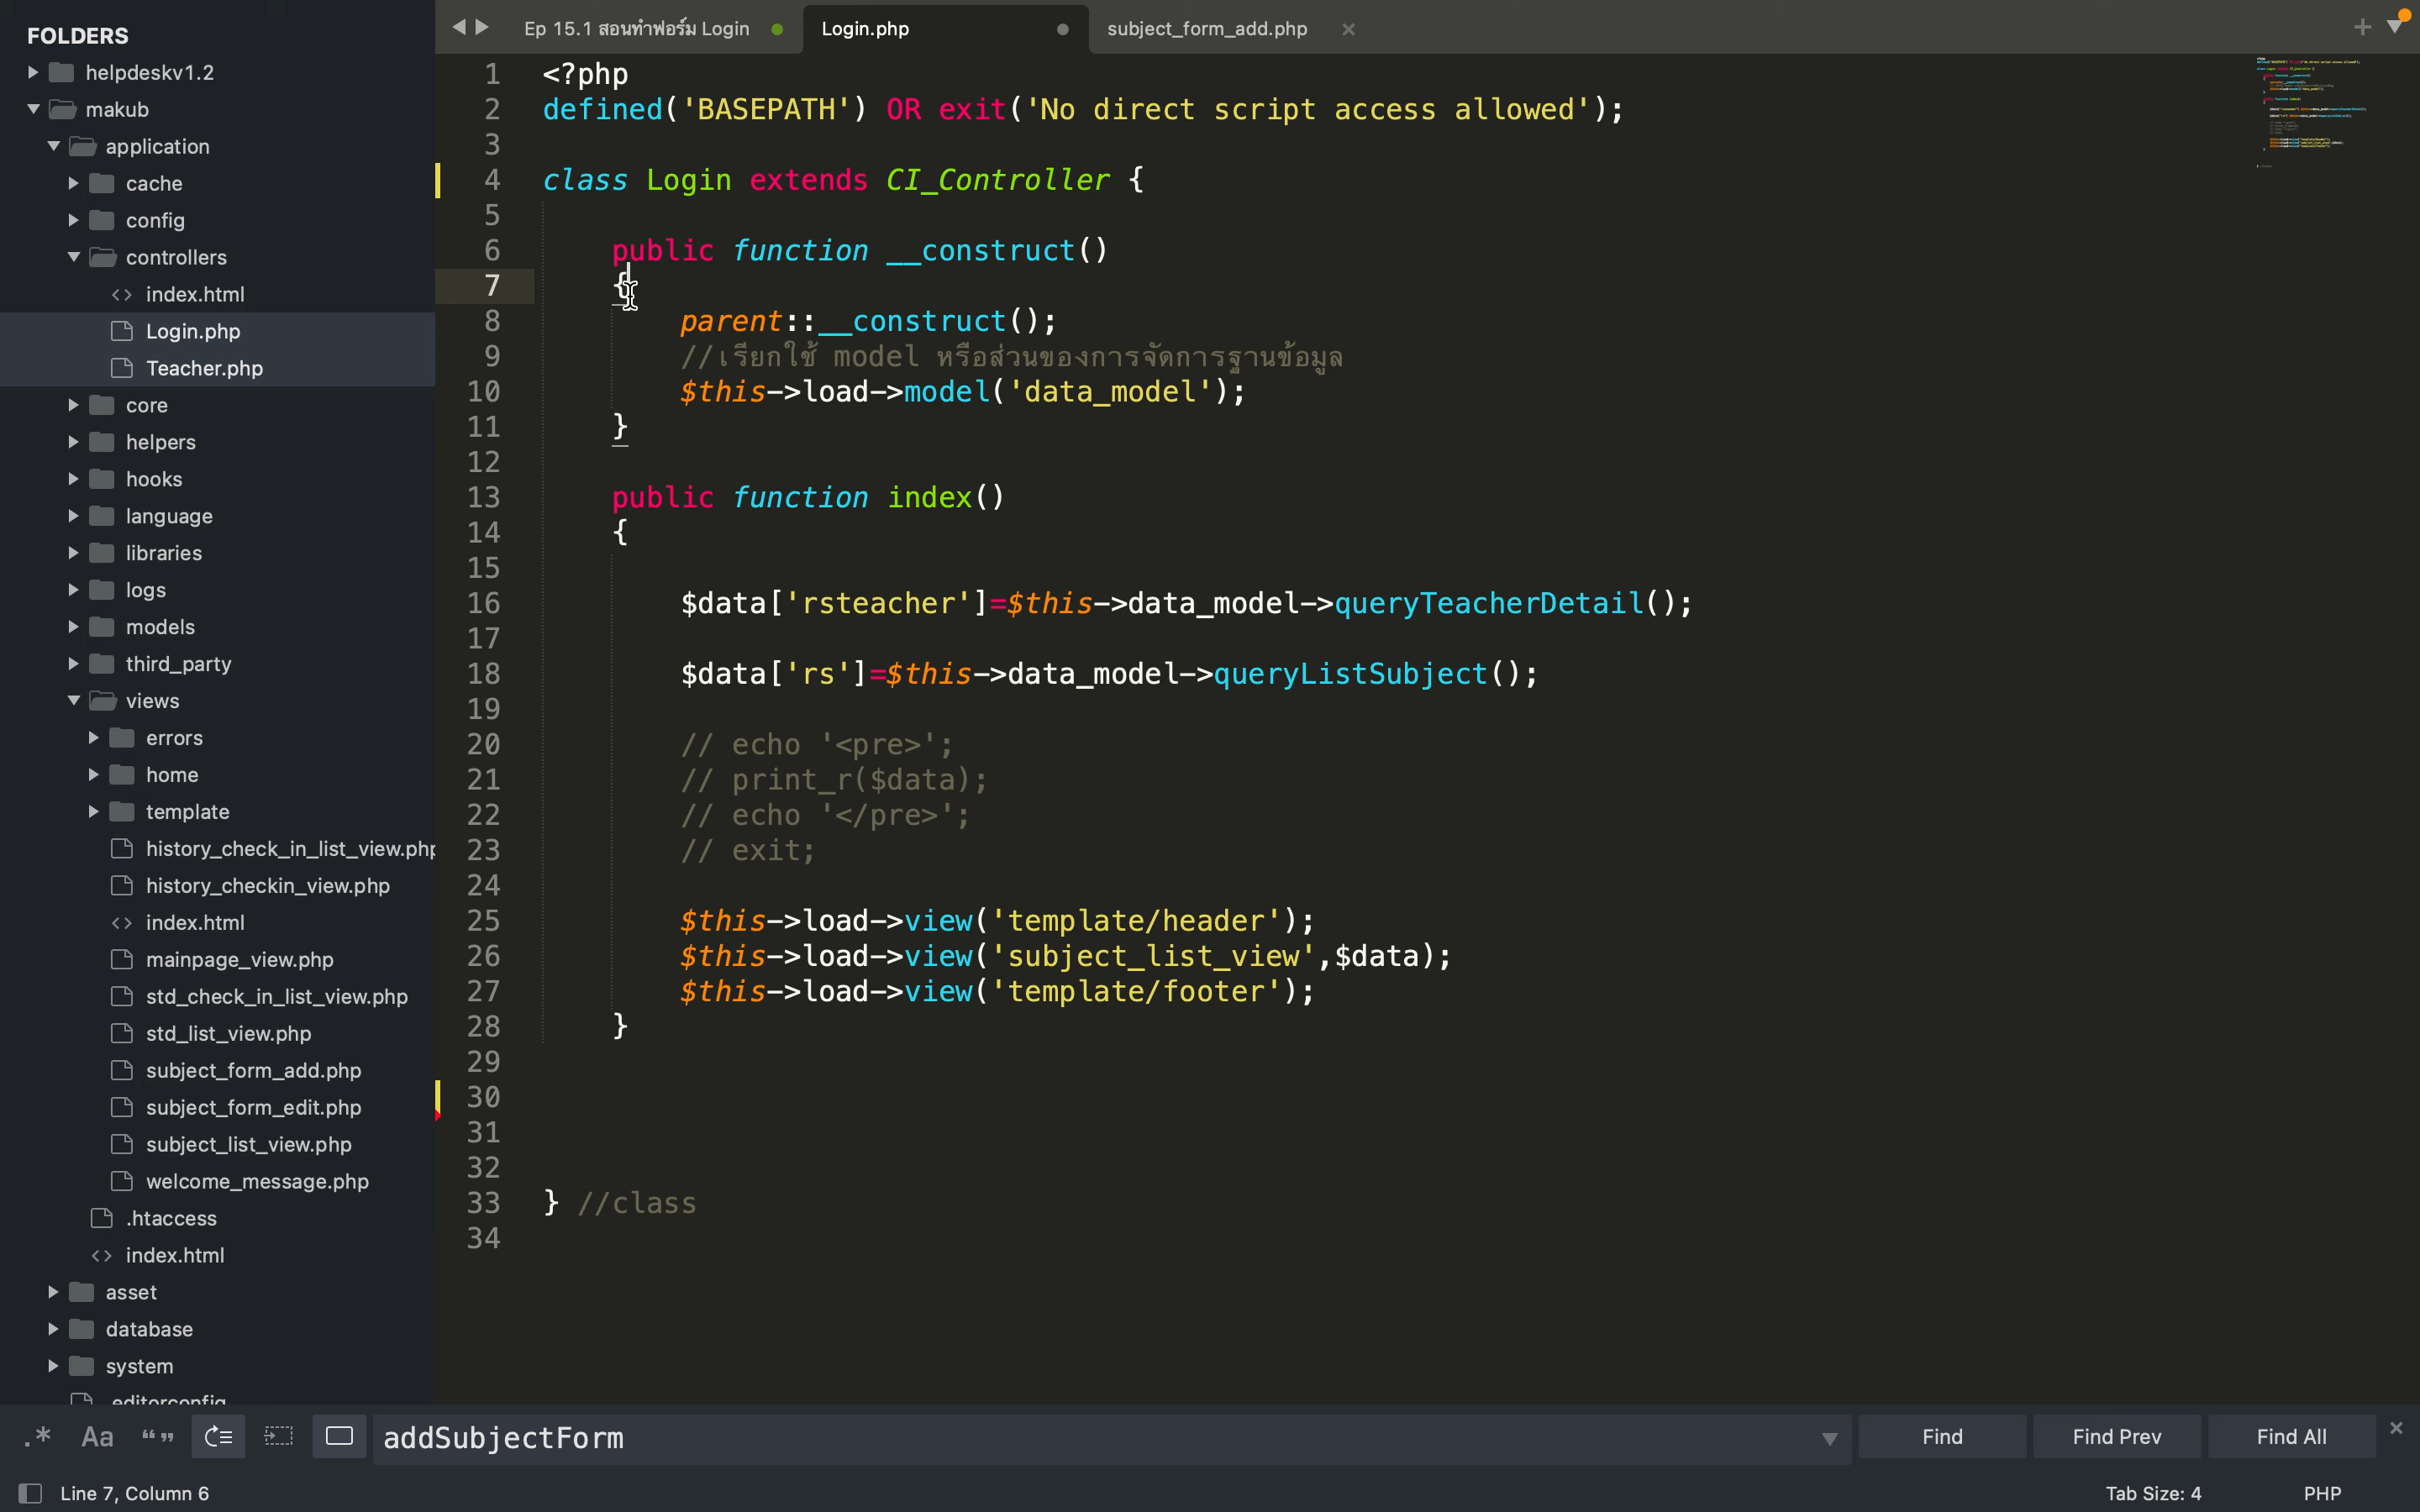 FOLDERS
helpdeskv1.2
makub
application
cache
config
controllers
<> index.html
Login.php
Teacher.php
core
helpers
hooks
language
libraries
logs
models
third_party
views
errors
home
template
history_check_in_list_view.php
history_checkin_view.php
<> index.html
mainpage_view.php
std_check_in_list_view.php
std_list_view.php
subject_form_add.php
subject_form_edit.php
subject_list_view.php
welcome_message.php
.htaccess
<> index.html
asset
database
system
.editorconfig
Ep 15.1 สอนทำฟอร์ม Login
Login.php
subject_form_add.php
1 <?php
2 defined('BASEPATH') OR exit('No direct script access allowed');
3
4 class Login extends CI_Controller {
5
6 public function __construct()
7 {
8 parent::__construct();
9 //เรียกใช้ model หรือส่วนของการจัดการฐานข้อมูล
10 $this->load->model('data_model');
11 }
12
13 public function index()
14 {
15
16 $data['rsteacher']=$this->data_model->queryTeacherDetail();
17
18 $data['rs']=$this->data_model->queryListSubject();
19
20 // echo '<pre>';
21 // print_r($data);
22 // echo '</pre>';
23 // exit;
24
25 $this->load->view('template/header');
26 $this->load->view('subject_list_view',$data);
27 $this->load->view('template/footer');
28 }
29
30
31
32
33 } //class
34
.* Aa “” addSubjectForm Find Find Prev Find All
Line 7, Column 6 Tab Size: 4 PHP